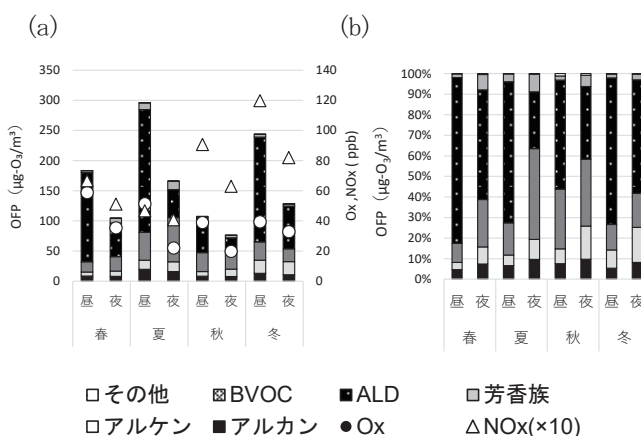 (a)
(b)
350
300
250
200
150
100
50
0
OFP (μg-O₃/m³)
140
120
100
80
60
40
20
0
Ox ,NOx (ppb)
昼 夜 昼 夜 昼 夜 昼 夜
春 夏 秋 冬
100%
90%
80%
70%
60%
50%
40%
30%
20%
10%
0%
OFP (μg-O₃/m³)
昼 夜 昼 夜 昼 夜 昼 夜
春 夏 秋 冬
その他 BVOC ALD 芳香族
アルケン アルカン Ox NOx(×10)